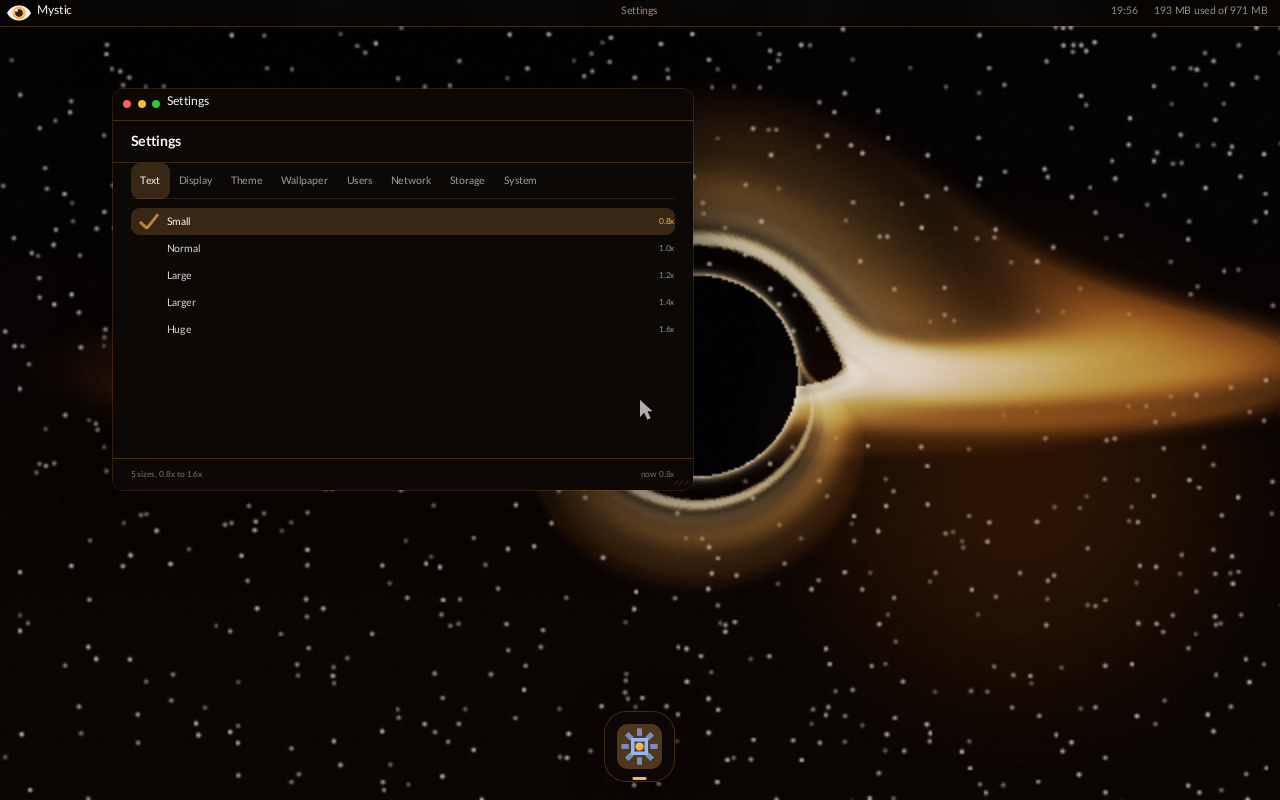 Mystic
Settings
19:56
193 MB used of 971 MB
Settings
Settings
Text Display Theme Wallpaper Users Network Storage System
Small 0.8x
Normal 1.0x
Large 1.2x
Larger 1.4x
Huge 1.6x
5 sizes, 0.8x to 1.6x
now 0.8x